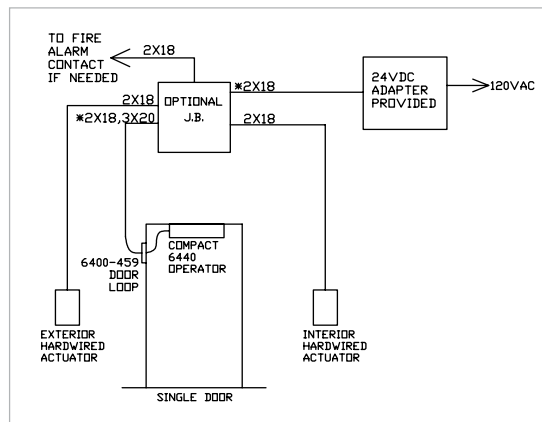 TO FIRE
ALARM
CONTACT
IF NEEDED
2X18
2X18
*2X18,3X20
OPTIONAL
J.B.
*2X18
2X18
24VDC
ADAPTER
PROVIDED
120VAC
6400-459
DOOR
LOOP
COMPACT
6440
OPERATOR
EXTERIOR
HARDWIRED
ACTUATOR
INTERIOR
HARDWIRED
ACTUATOR
SINGLE DOOR